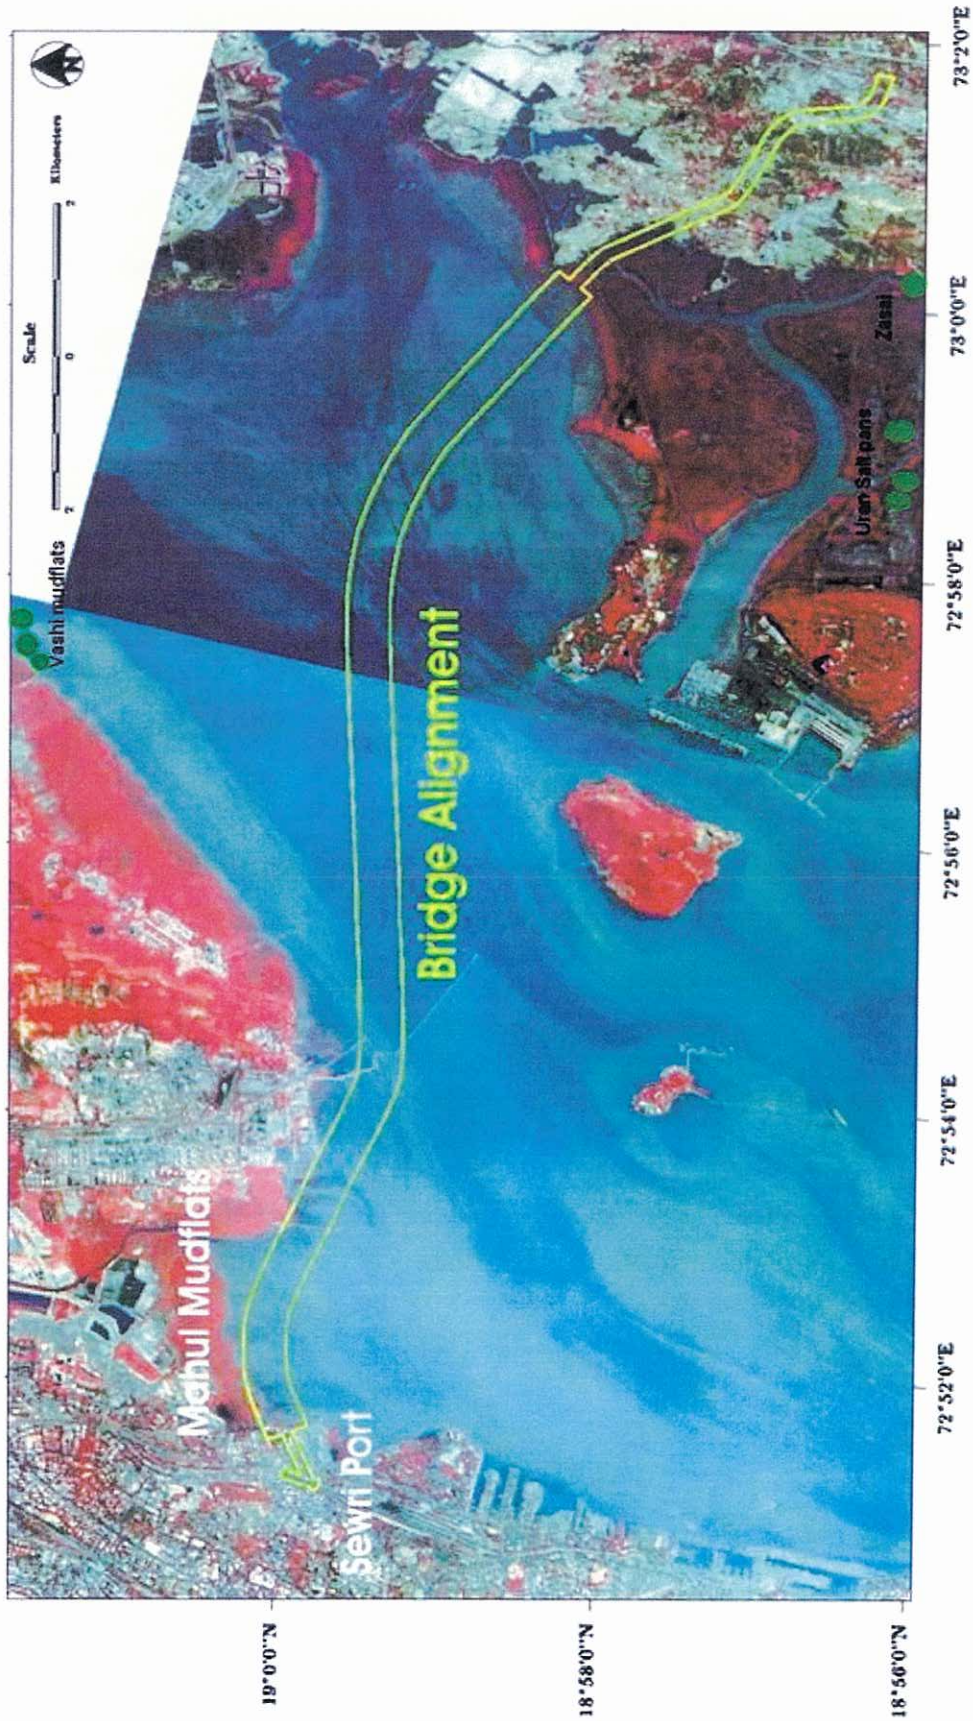 N
Scale
2 0 2 Kilometers
Vashi mudflats
Mahul Mudflats
Sewri Port
Bridge Alignment
Uran Salt pans
Zasai
19°0'0"N
18°58'0"N
18°56'0"N
72°52'0"E
72°54'0"E
72°56'0"E
72°58'0"E
73°0'0"E
73°2'0"E